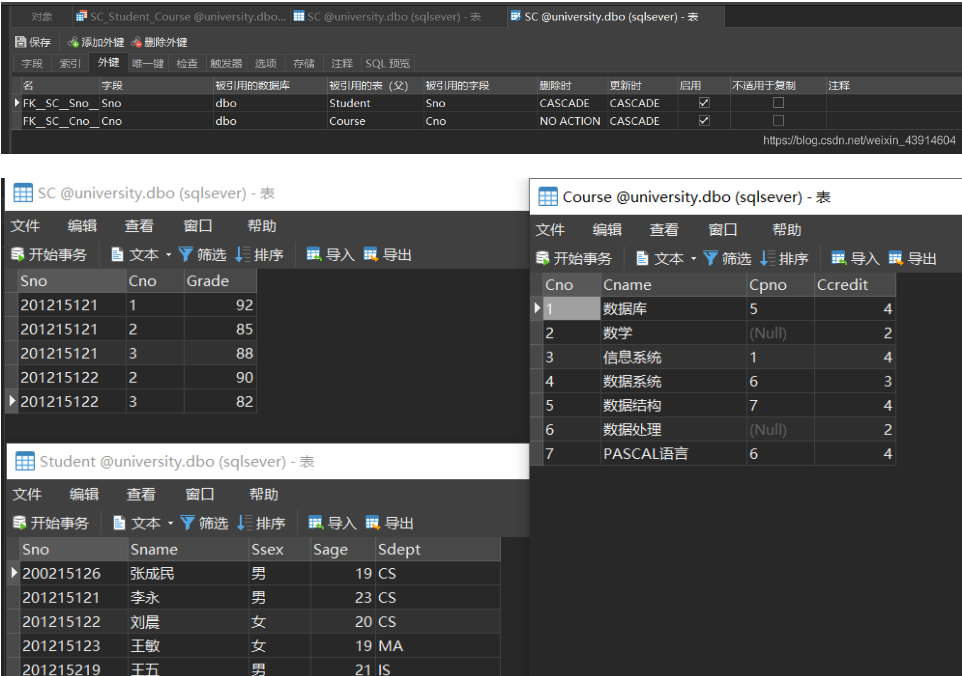 对象 SC_Student_Course @university.dbo... SC @university.dbo (sqlsever) - 表 SC @university.dbo (sqlsever) - 表
保存 添加外键 删除外键
字段 索引 外键 唯一键 检查 触发器 选项 存储 注释 SQL 预览
名 字段 被引用的数据库 被引用的表（父） 被引用的字段 删除时 更新时 启用 不适用于复制 注释
FK__SC__Sno__ Sno dbo Student Sno CASCADE CASCADE
FK__SC__Cno__ Cno dbo Course Cno NO ACTION CASCADE
https://blog.csdn.net/weixin_43914604
SC @university.dbo (sqlsever) - 表
文件 编辑 查看 窗口 帮助
开始事务 文本 筛选 排序 导入 导出
Sno Cno Grade
201215121 1 92
201215121 2 85
201215121 3 88
201215122 2 90
201215122 3 82
Course @university.dbo (sqlsever) - 表
文件 编辑 查看 窗口 帮助
开始事务 文本 筛选 排序 导入 导出
Cno Cname Cpno Ccredit
1 数据库 5 4
2 数学 (Null) 2
3 信息系统 1 4
4 数据系统 6 3
5 数据结构 7 4
6 数据处理 (Null) 2
7 PASCAL语言 6 4
Student @university.dbo (sqlsever) - 表
文件 编辑 查看 窗口 帮助
开始事务 文本 筛选 排序 导入 导出
Sno Sname Ssex Sage Sdept
200215126 张成民 男 19 CS
201215121 李永 男 23 CS
201215122 刘晨 女 20 CS
201215123 王敏 女 19 MA
201215219 王五 男 21 IS